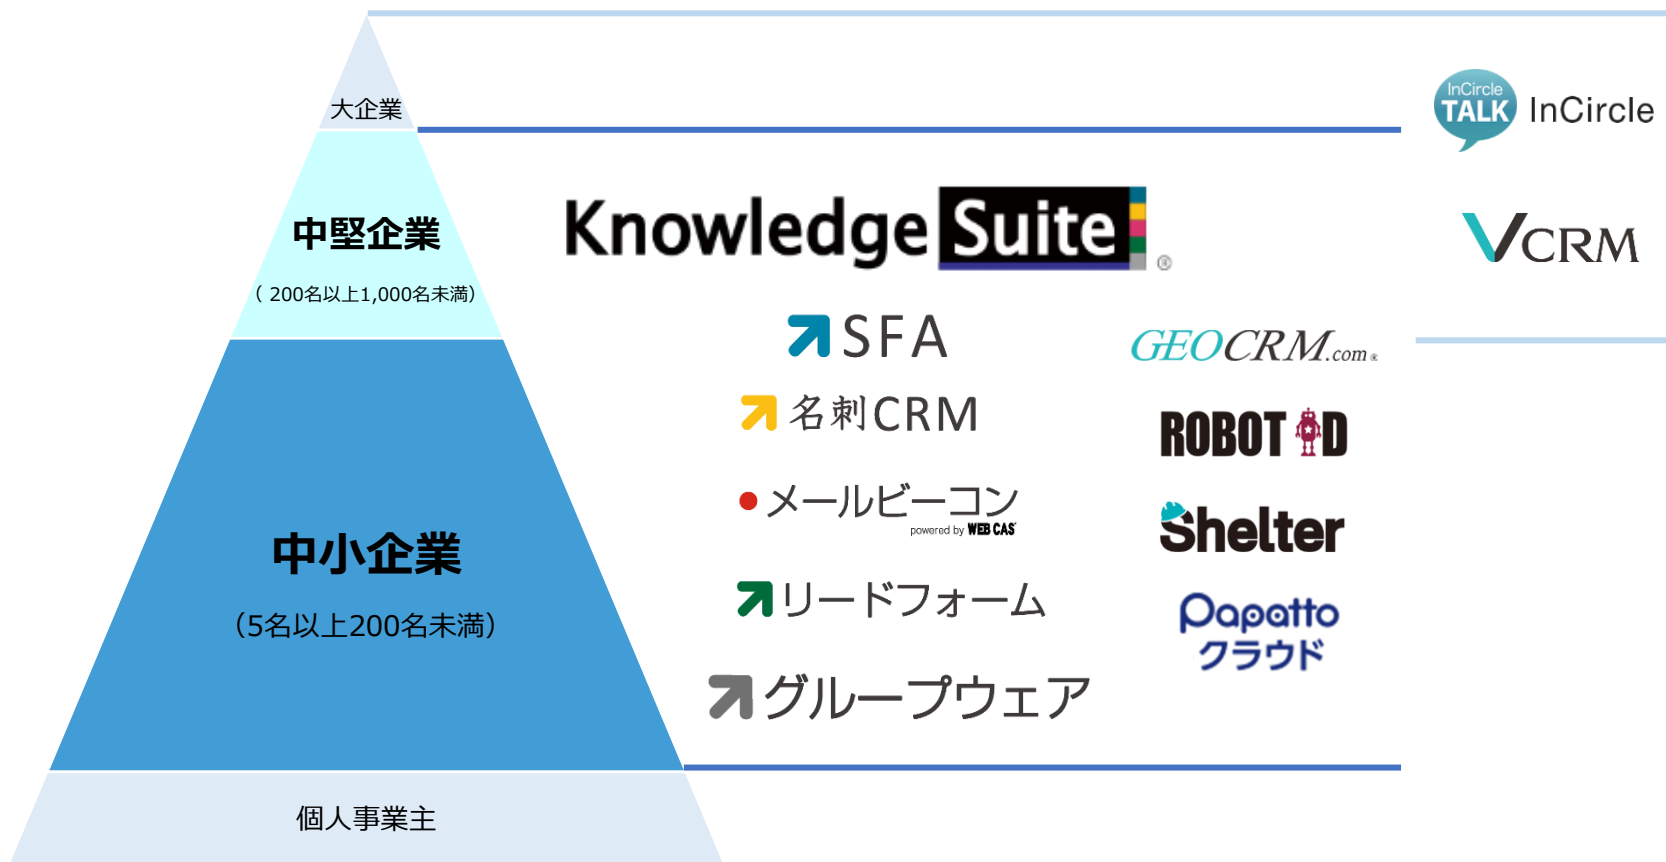 大企業
中堅企業
（ 200名以上1,000名未満）
中小企業
（5名以上200名未満）
個人事業主
Knowledge Suite ®
SFA
名刺CRM
メールビーコン
powered by WEB CAS
リードフォーム
グループウェア
GEOCRM.com ®
ROBOT ID
Shelter
Papatto
クラウド
InCircle
TALK
InCircle
VCRM